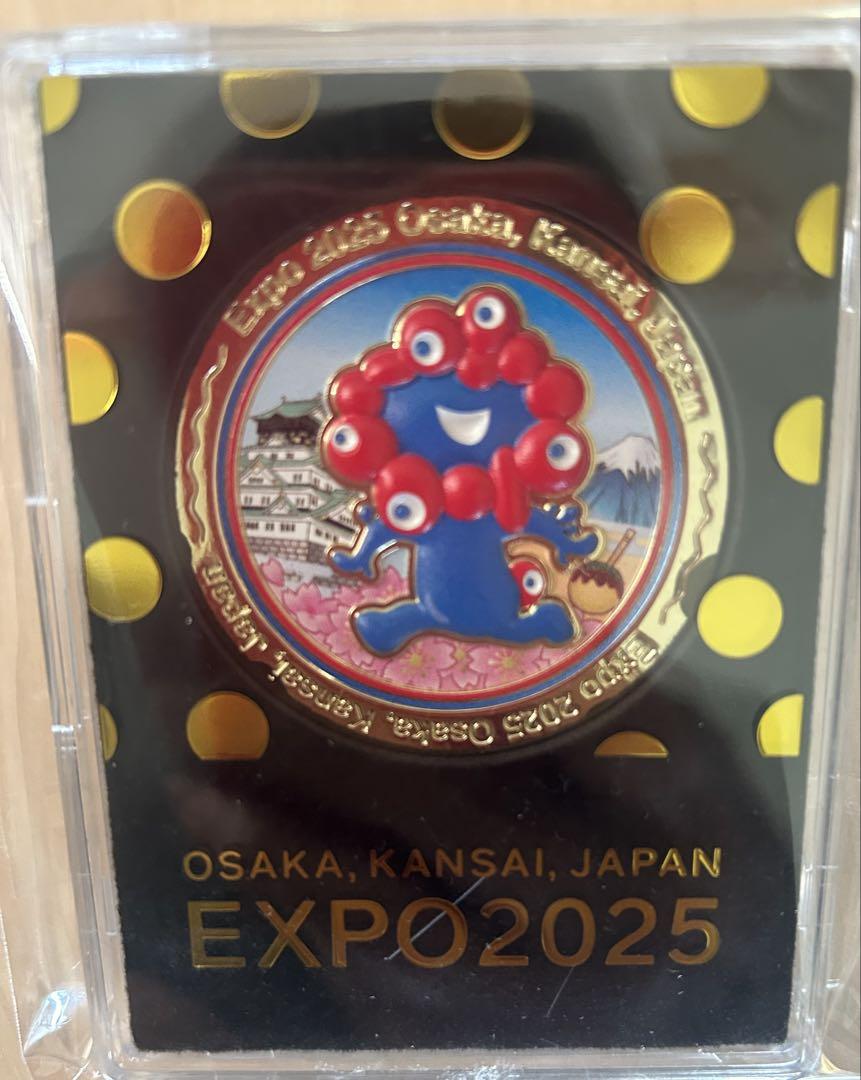 Expo 2025 Osaka, Kansai, Japan
Expo 2025 Osaka, Kansai, Japan
OSAKA, KANSAI, JAPAN
EXPO2025